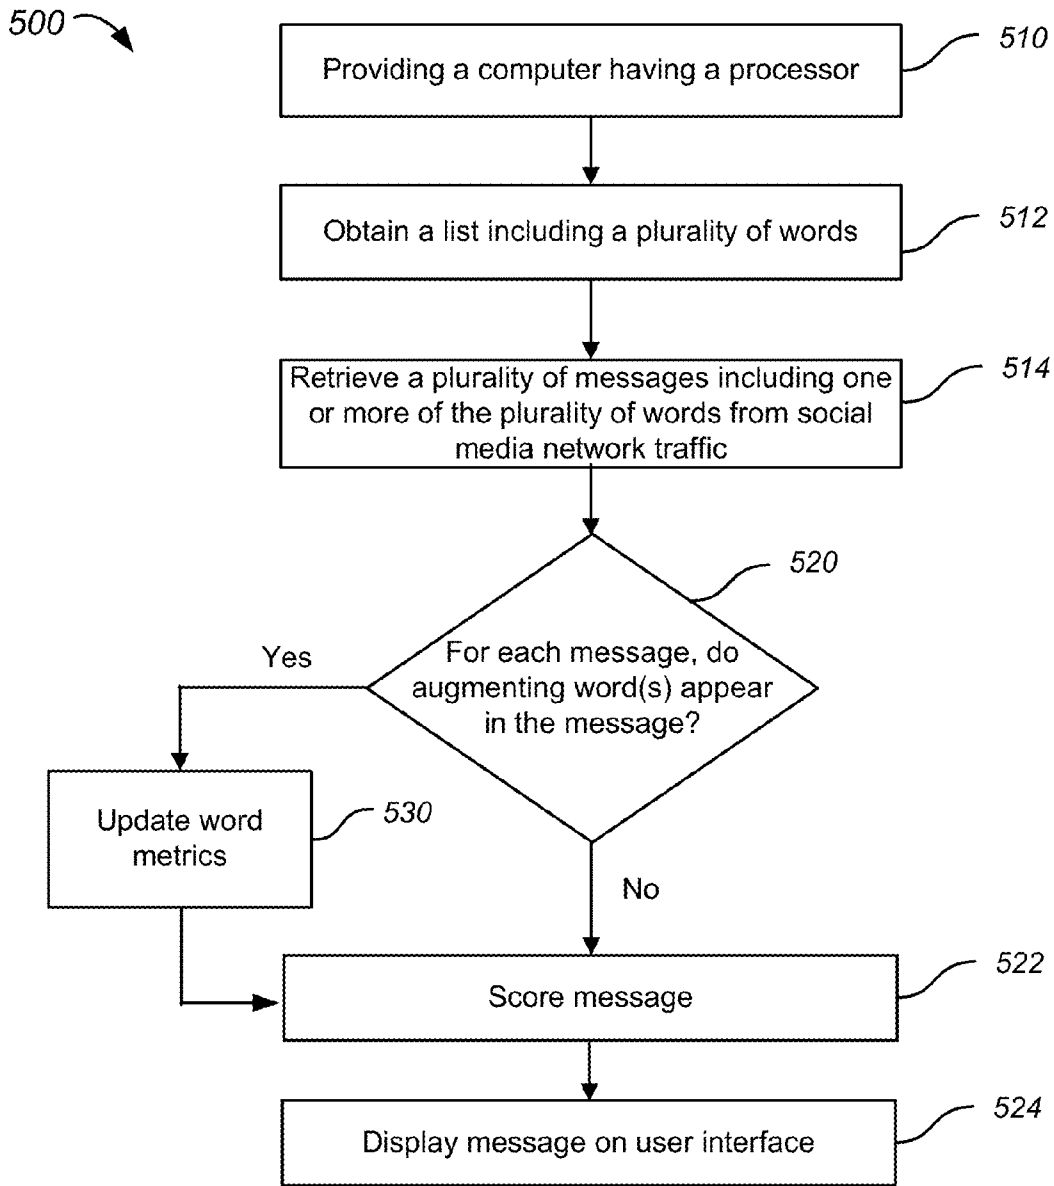 500
510
Providing a computer having a processor
512
Obtain a list including a plurality of words
514
Retrieve a plurality of messages including one
or more of the plurality of words from social
media network traffic
520
For each message, do
augmenting word(s) appear
in the message?
Yes
530
Update word
metrics
No
522
Score message
524
Display message on user interface